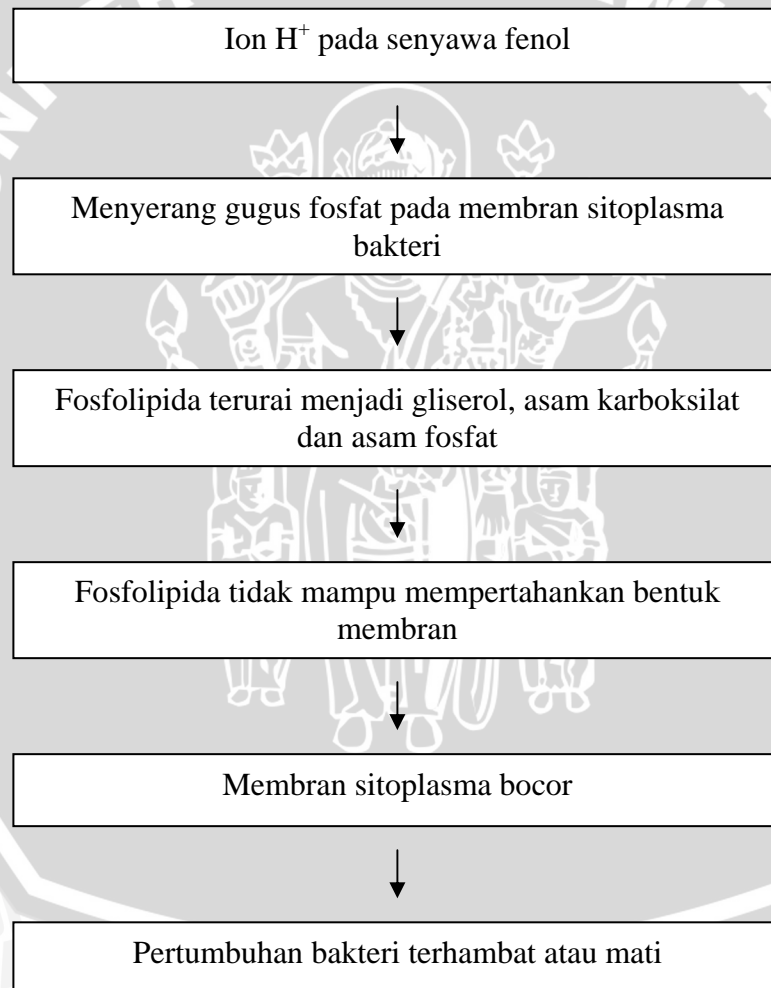 Ion H⁺ pada senyawa fenol
Menyerang gugus fosfat pada membran sitoplasma
bakteri
Fosfolipida terurai menjadi gliserol, asam karboksilat
dan asam fosfat
Fosfolipida tidak mampu mempertahankan bentuk
membran
Membran sitoplasma bocor
Pertumbuhan bakteri terhambat atau mati